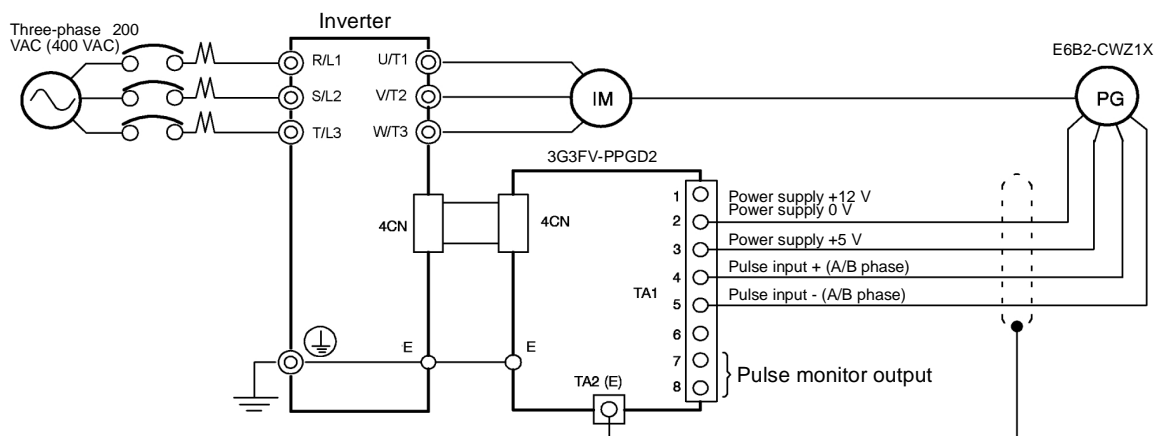 Three-phase 200
VAC (400 VAC)
Inverter
E6B2-CWZ1X
R/L1
U/T1
S/L2
V/T2
IM
PG
T/L3
W/T3
3G3FV-PPGD2
4CN
4CN
TA1
1
Power supply +12 V
2
Power supply 0 V
3
Power supply +5 V
4
Pulse input + (A/B phase)
5
Pulse input - (A/B phase)
6
7
8
Pulse monitor output
E
E
TA2 (E)